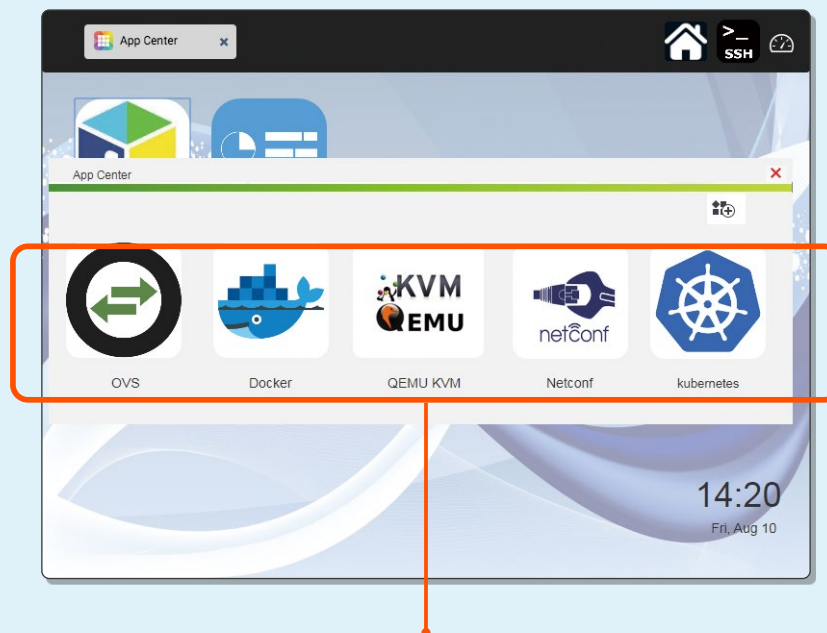 App Center
>_
SSH
App Center
KVM
QEMU
netconf
OVS
Docker
QEMU KVM
Netconf
kubernetes
14:20
Fri, Aug 10